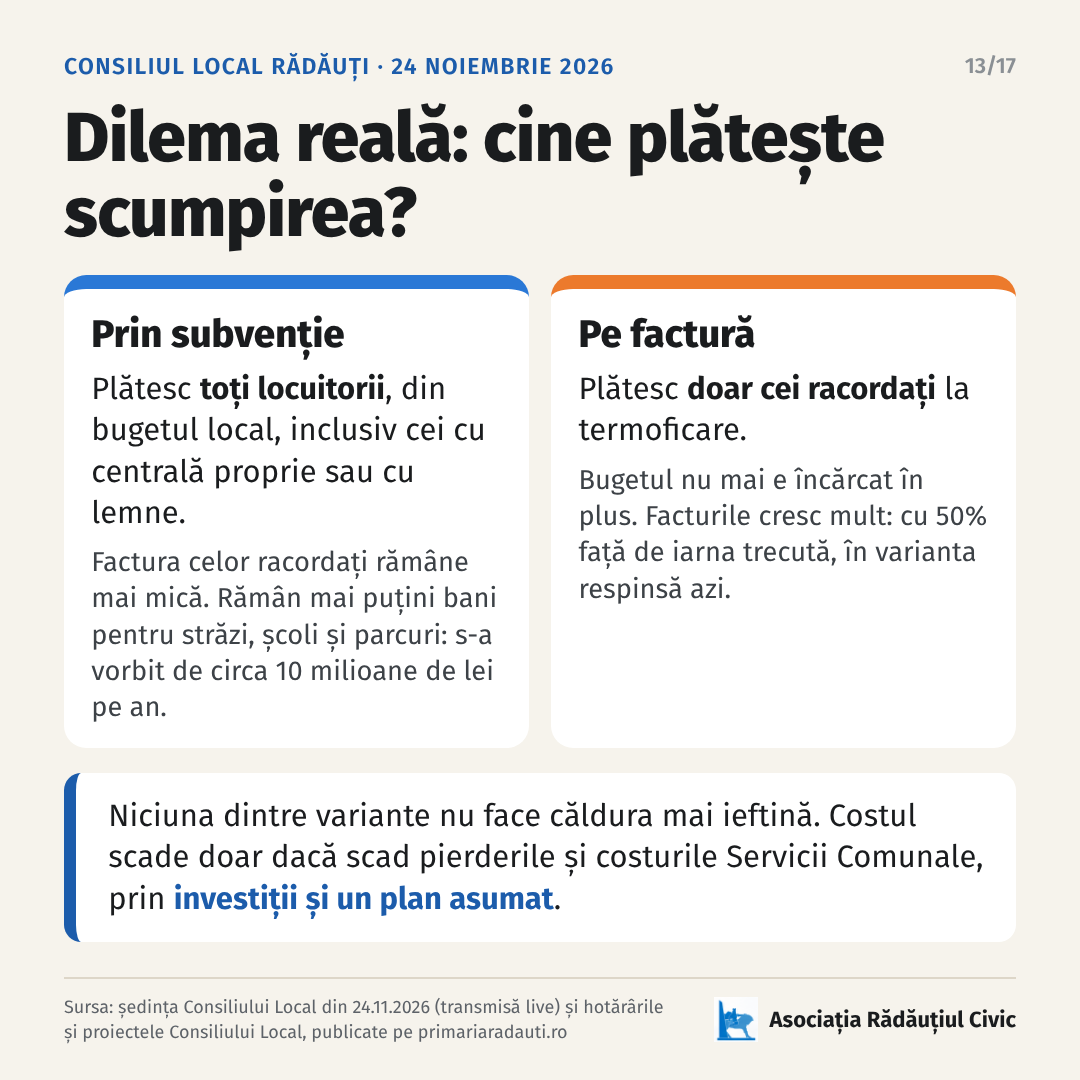 CONSILIUL LOCAL RĂDĂUȚI · 24 NOIEMBRIE 2026
13/17
Dilema reală: cine plătește
scumpirea?
Prin subvenție
Plătesc toți locuitorii, din
bugetul local, inclusiv cei cu
centrală proprie sau cu
lemne.
Factura celor racordați rămâne
mai mică. Rămân mai puțini bani
pentru străzi, școli și parcuri: s-a
vorbit de circa 10 milioane de lei
pe an.
Pe factură
Plătesc doar cei racordați la
termoficare.
Bugetul nu mai e încărcat în
plus. Facturile cresc mult: cu 50%
față de iarna trecută, în varianta
respinsă azi.
Niciuna dintre variante nu face căldura mai ieftină. Costul
scade doar dacă scad pierderile și costurile Servicii Comunale,
prin investiții și un plan asumat.
Sursa: ședința Consiliului Local din 24.11.2026 (transmisă live) și hotărârile
și proiectele Consiliului Local, publicate pe primariaradauti.ro
Asociația Rădăuțiul Civic